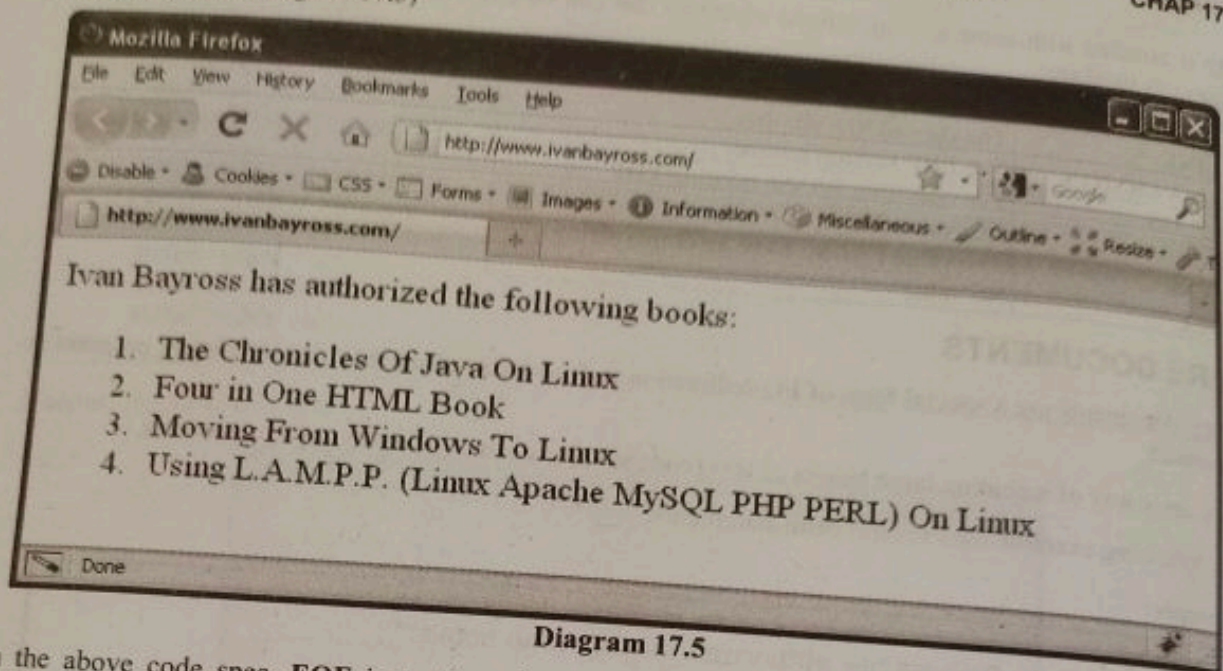 CHAP 17
Mozilla Firefox
File Edit View History Bookmarks Tools Help
http://www.ivanbayross.com/
Google
Disable Cookies CSS Forms Images Information Miscellaneous Outline Resize
http://www.ivanbayross.com/
Ivan Bayross has authorized the following books:
1. The Chronicles Of Java On Linux
2. Four in One HTML Book
3. Moving From Windows To Linux
4. Using L.A.M.P.P. (Linux Apache MySQL PHP PERL) On Linux
Done
Diagram 17.5
the above code spec, EOF